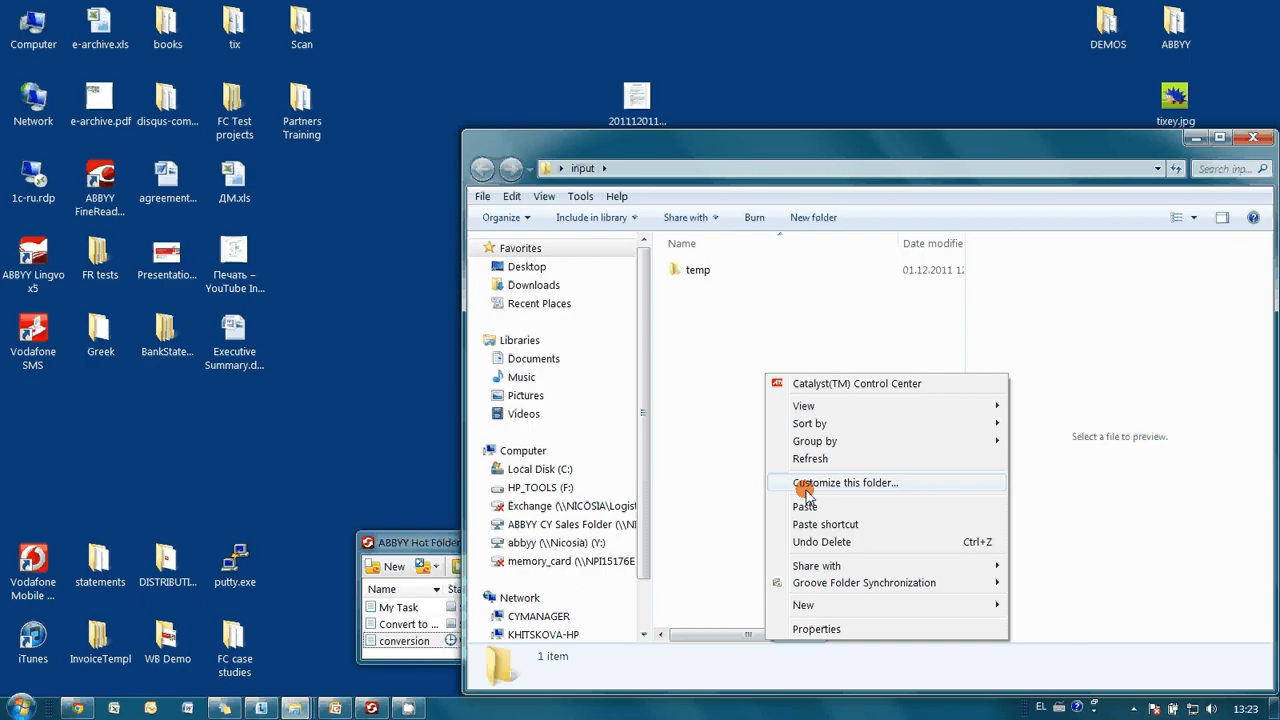 Computer
e-archive.xls
books
tix
Scan
DEMOS
ABBYY
Network
e-archive.pdf
disqus-com...
FC Test
projects
Partners
Training
201112011...
tixey.jpg
1c-ru.rdp
ABBYY
FineRead...
agreement...
ДМ.xls
ABBYY Lingvo
x5
FR tests
Presentatio...
Печать –
YouTube In...
Vodafone
SMS
Greek
BankState...
Executive
Summary.d...
Vodafone
Mobile ...
statements
DISTRIBUTI...
putty.exe
iTunes
InvoiceTempl
WB Demo
FC case
studies
ABBYY Hot Folder
New
Name
Sta
My Task
Convert to ...
conversion
input
Search inp...
File Edit View Tools Help
Organize Include in library Share with Burn New folder
Favorites
Desktop
Downloads
Recent Places
Libraries
Documents
Music
Pictures
Videos
Computer
Local Disk (C:)
HP_TOOLS (F:)
Exchange (\\NICOSIA\Logist
ABBYY CY Sales Folder (\\N
abbyy (\\Nicosia) (Y:)
memory_card (\\NPI15176E
Network
CYMANAGER
KHITSKOVA-HP
Name
Date modifie
temp
01.12.2011 12
Select a file to preview.
Catalyst(TM) Control Center
View
Sort by
Group by
Refresh
Customize this folder...
Paste
Paste shortcut
Undo Delete Ctrl+Z
Share with
Groove Folder Synchronization
New
Properties
1 item
EL
13:23